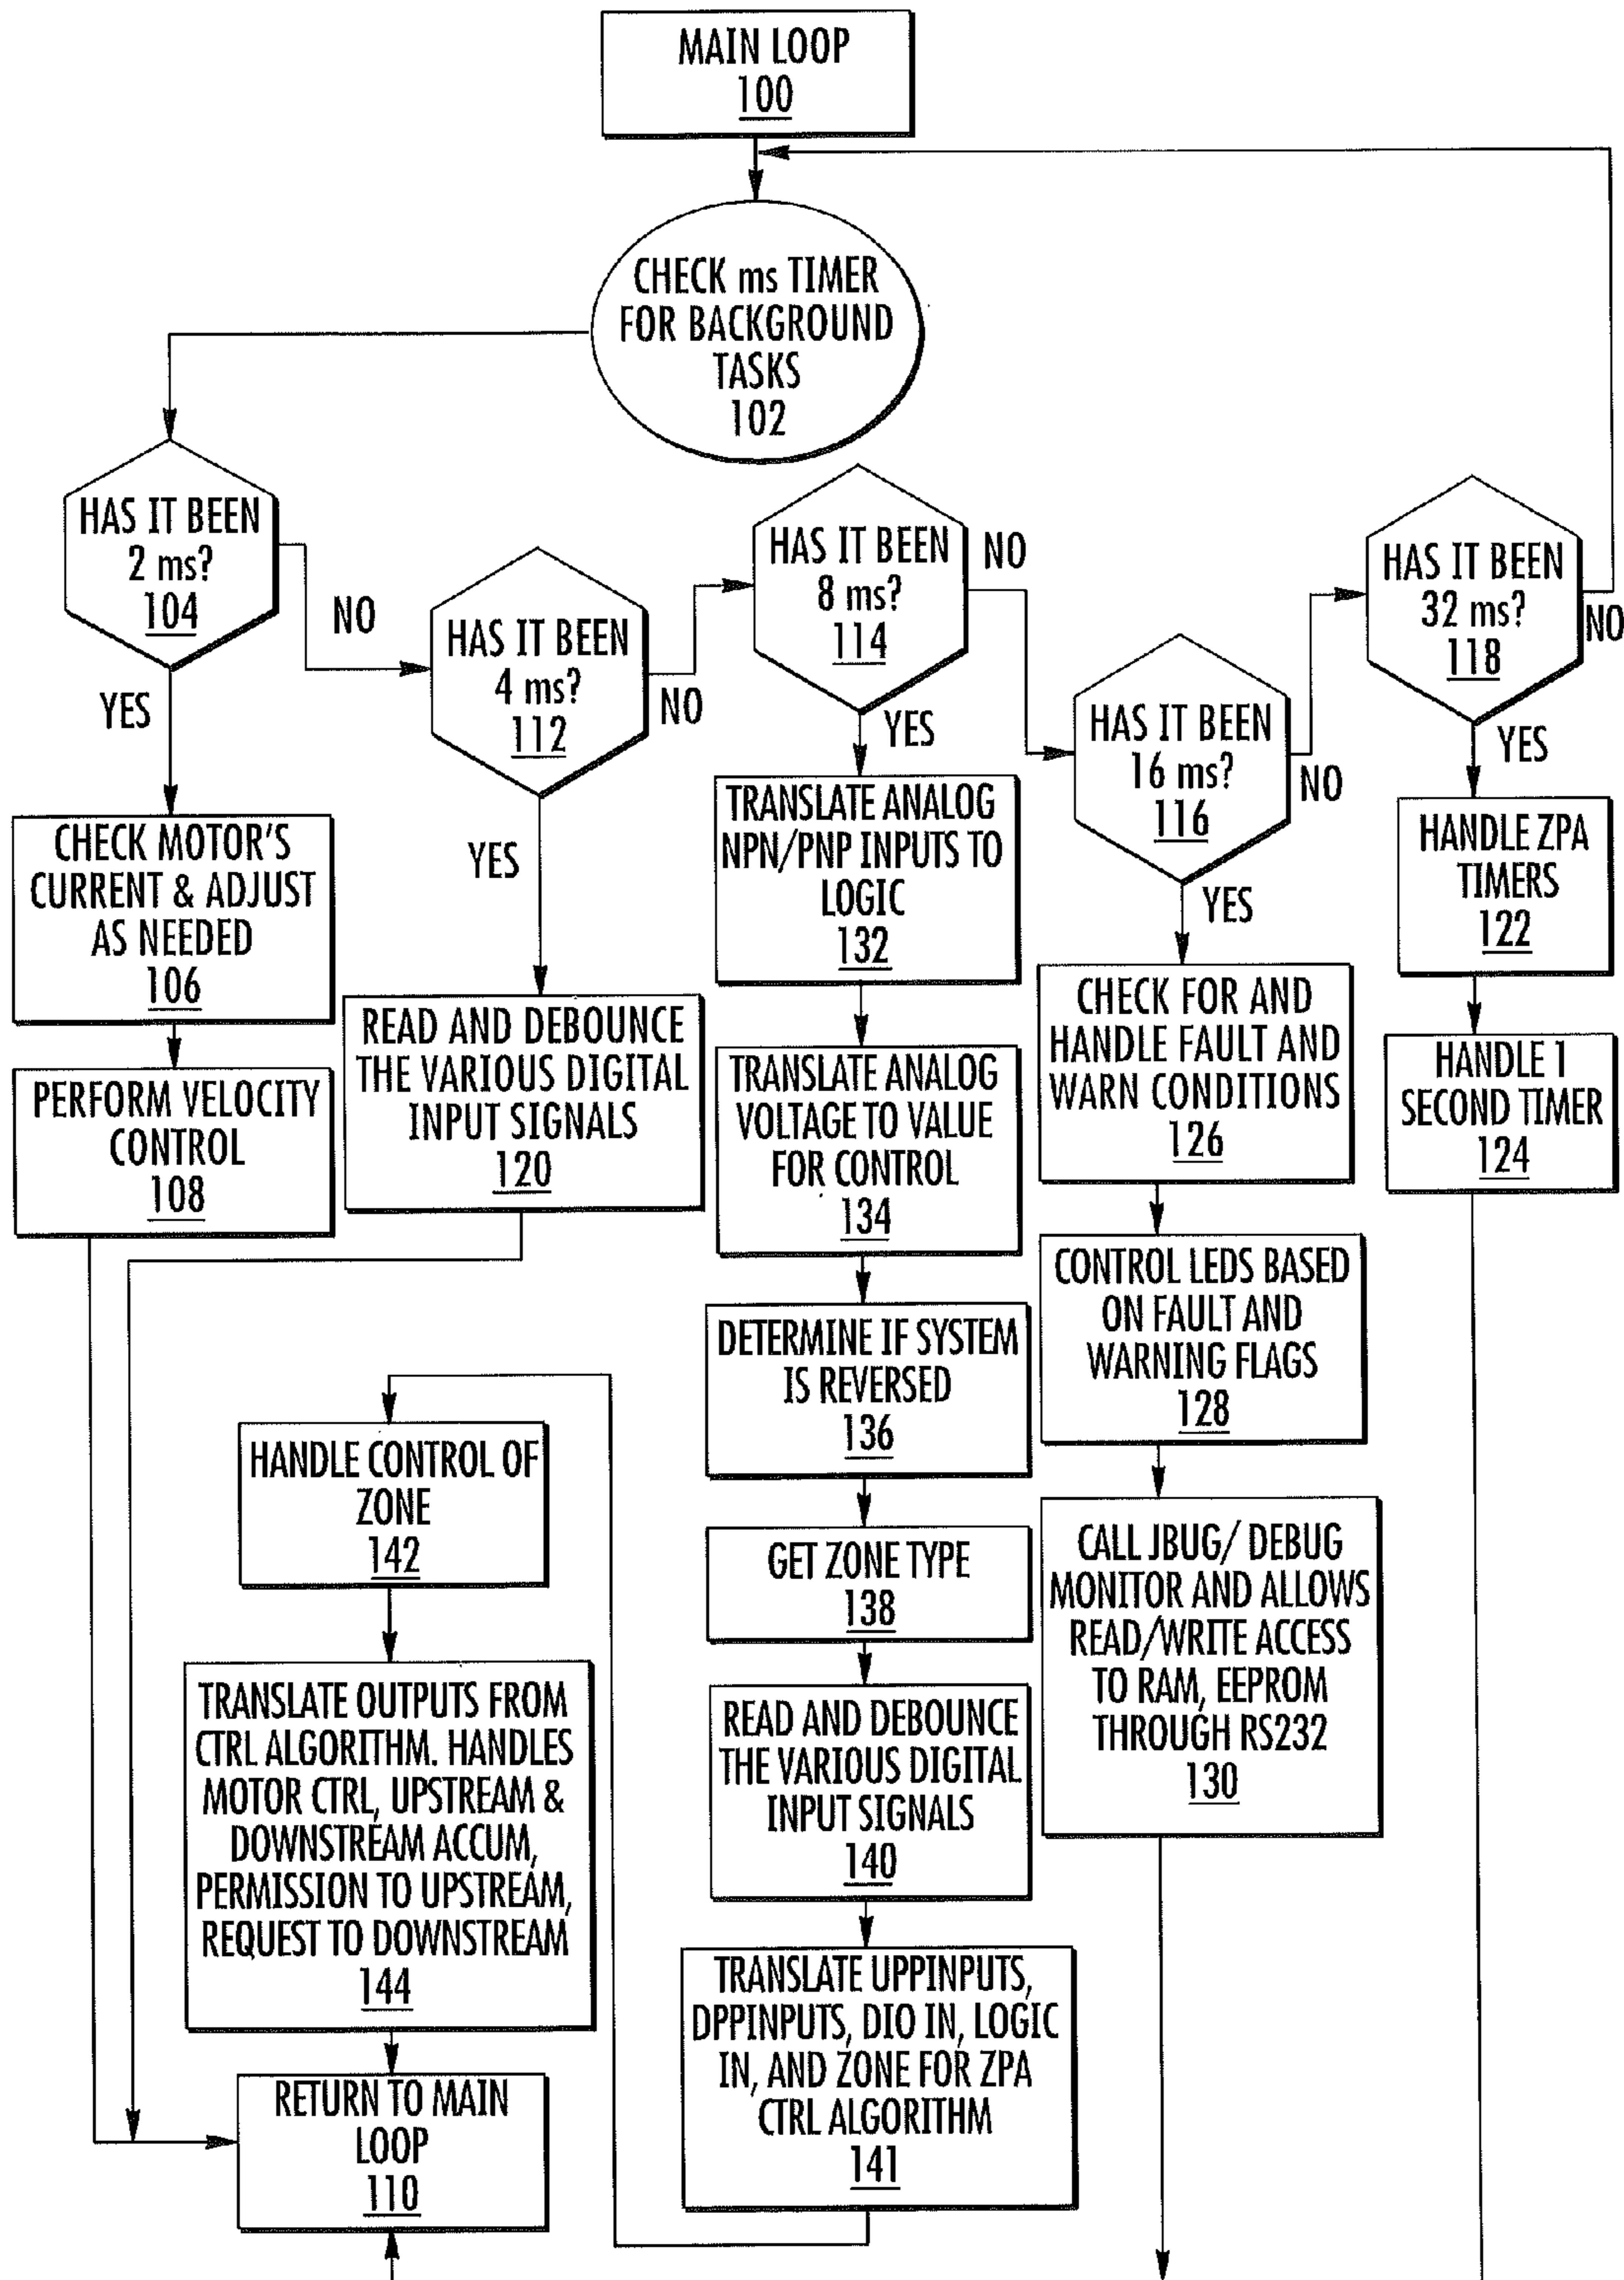 MAIN LOOP
100
CHECK ms TIMER
FOR BACKGROUND
TASKS
102
HAS IT BEEN
2 ms?
104
NO
YES
HAS IT BEEN
4 ms?
112
NO
YES
HAS IT BEEN
8 ms?
114
NO
YES
HAS IT BEEN
16 ms?
116
NO
YES
HAS IT BEEN
32 ms?
118
NO
YES
CHECK MOTOR'S
CURRENT & ADJUST
AS NEEDED
106
PERFORM VELOCITY
CONTROL
108
READ AND DEBOUNCE
THE VARIOUS DIGITAL
INPUT SIGNALS
120
TRANSLATE ANALOG
NPN/PNP INPUTS TO
LOGIC
132
TRANSLATE ANALOG
VOLTAGE TO VALUE
FOR CONTROL
134
DETERMINE IF SYSTEM
IS REVERSED
136
GET ZONE TYPE
138
READ AND DEBOUNCE
THE VARIOUS DIGITAL
INPUT SIGNALS
140
TRANSLATE UPPINPUTS,
DPPINPUTS, DIO IN, LOGIC
IN, AND ZONE FOR ZPA
CTRL ALGORITHM
141
CHECK FOR AND
HANDLE FAULT AND
WARN CONDITIONS
126
CONTROL LEDS BASED
ON FAULT AND
WARNING FLAGS
128
CALL JBUG/ DEBUG
MONITOR AND ALLOWS
READ/WRITE ACCESS
TO RAM, EEPROM
THROUGH RS232
130
HANDLE ZPA
TIMERS
122
HANDLE 1
SECOND TIMER
124
HANDLE CONTROL OF
ZONE
142
TRANSLATE OUTPUTS FROM
CTRL ALGORITHM. HANDLES
MOTOR CTRL, UPSTREAM &
DOWNSTREAM ACCUM,
PERMISSION TO UPSTREAM,
REQUEST TO DOWNSTREAM
144
RETURN TO MAIN
LOOP
110